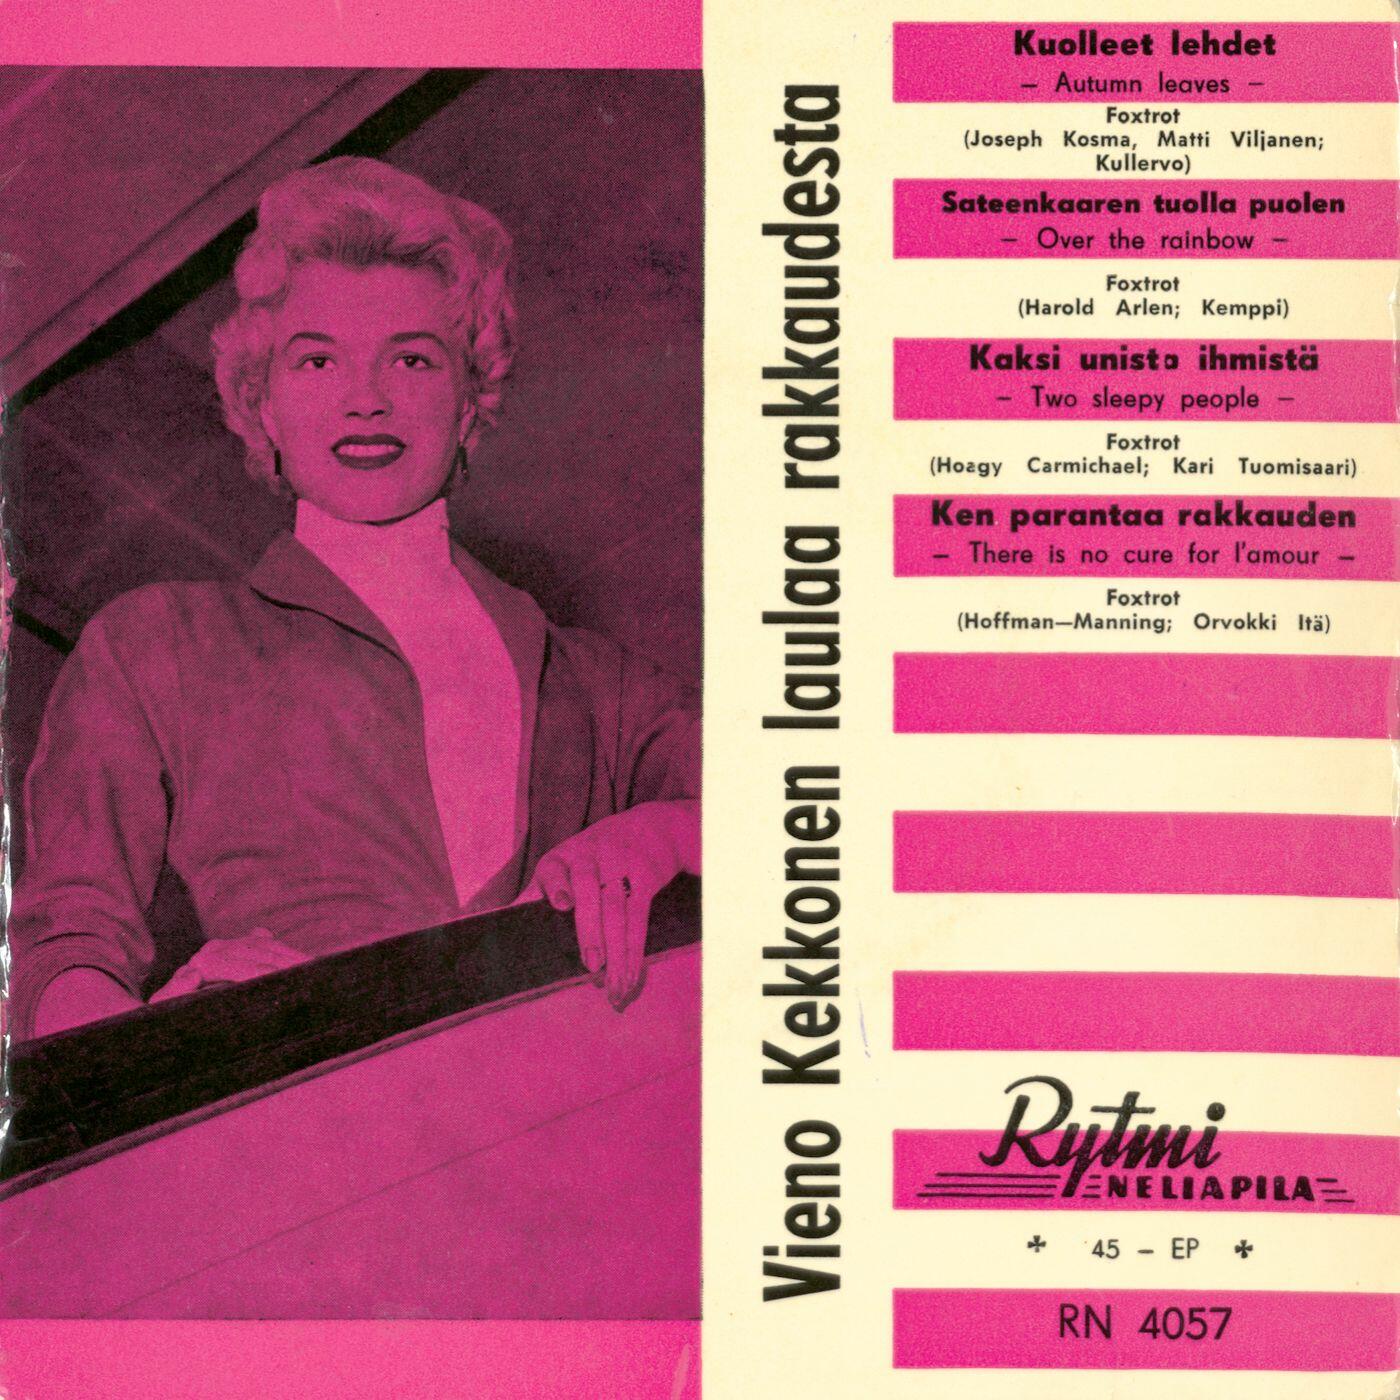 Vieno Kekkonen laulaa rakkaudesta
Kuolleet lehdet
– Autumn leaves –
Foxtrot
(Joseph Kosma, Matti Viljanen;
Kullervo)
Sateenkaaren tuolla puolen
– Over the rainbow –
Foxtrot
(Harold Arlen; Kemppi)
Kaksi unista ihmistä
– Two sleepy people –
Foxtrot
(Hoagy Carmichael; Kari Tuomisaari)
Ken parantaa rakkauden
– There is no cure for l'amour –
Foxtrot
(Hoffman—Manning; Orvokki Itä)
Rytmi
NELIAPILA
* 45 – EP *
RN 4057